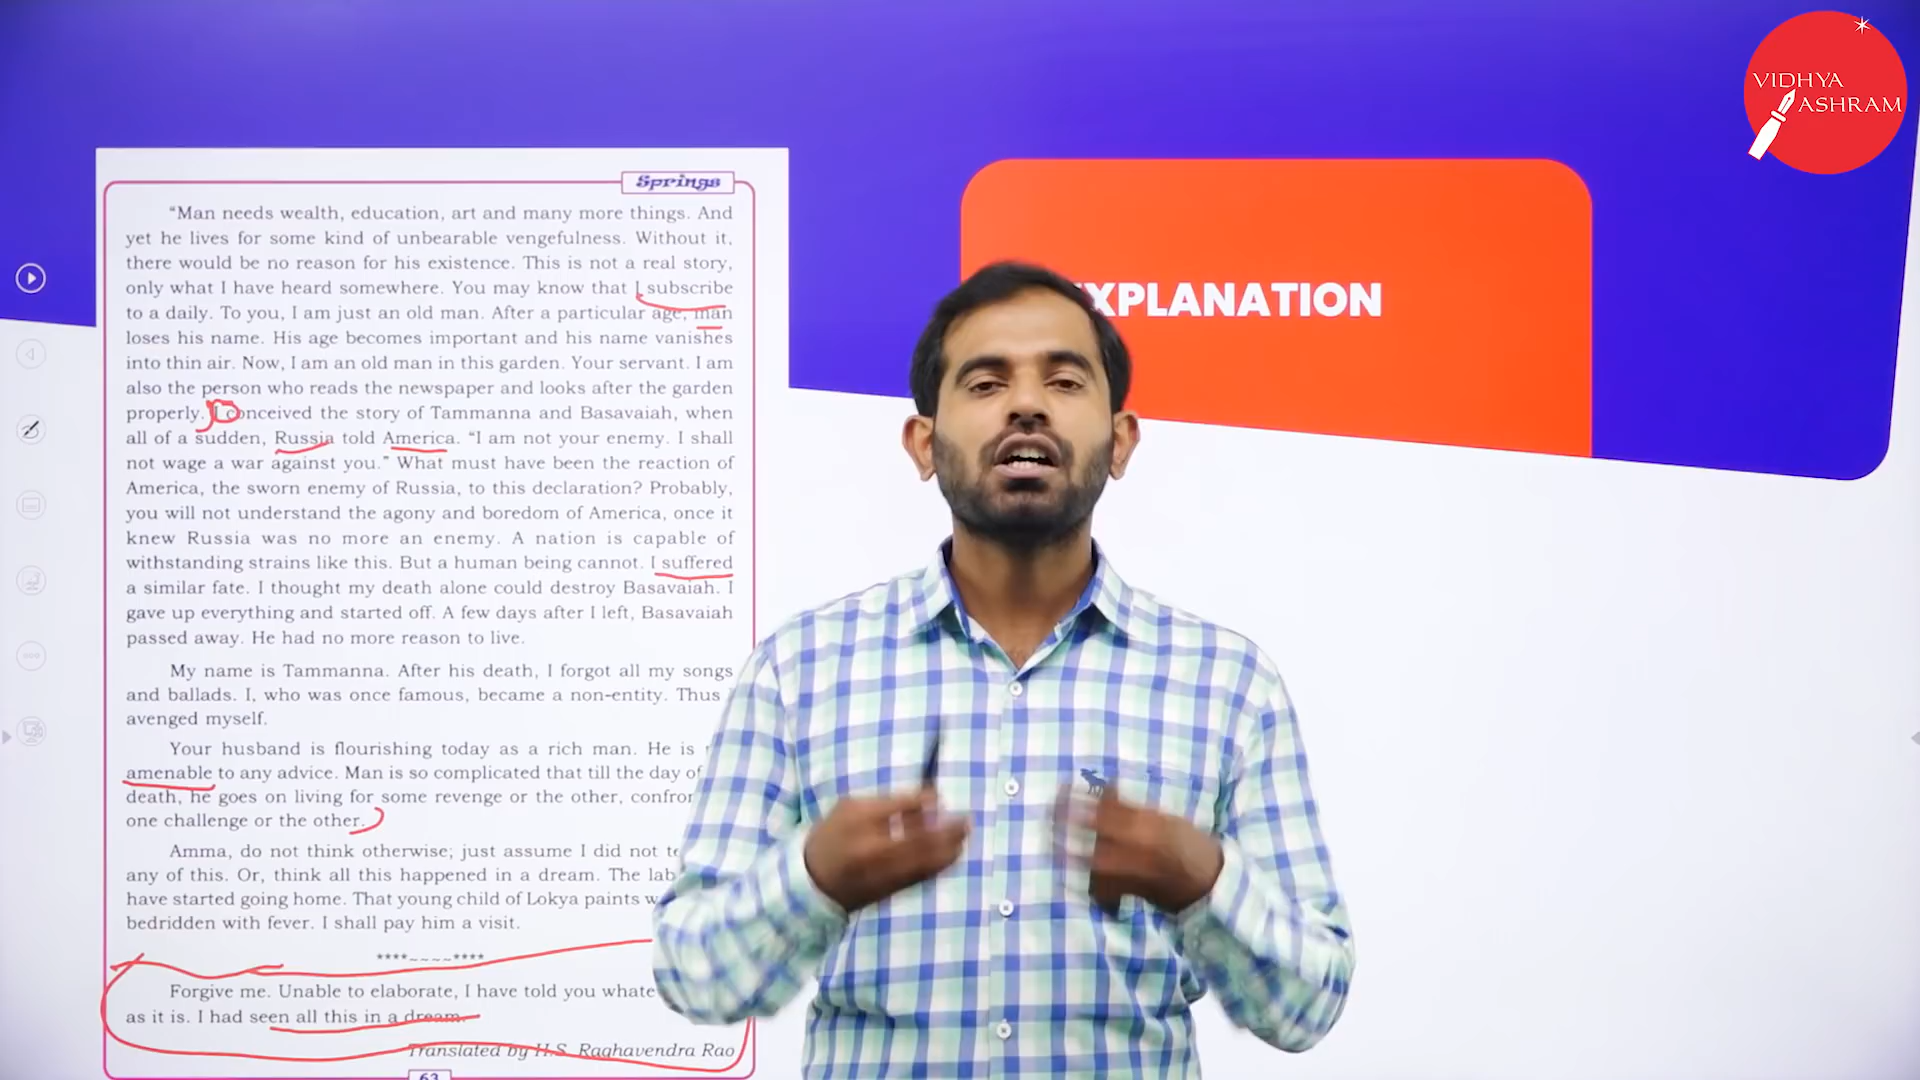 VIDHYA
ASHRAM
Springs
“Man needs wealth, education, art and many more things. And
yet he lives for some kind of unbearable vengefulness. Without it,
there would be no reason for his existence. This is not a real story,
only what I have heard somewhere. You may know that I subscribe
to a daily. To you, I am just an old man. After a particular age, man
loses his name. His age becomes important and his name vanishes
into thin air. Now, I am an old man in this garden. Your servant. I am
also the person who reads the newspaper and looks after the garden
properly. I conceived the story of Tammanna and Basavaiah, when
all of a sudden, Russia told America. “I am not your enemy. I shall
not wage a war against you.” What must have been the reaction of
America, the sworn enemy of Russia, to this declaration? Probably,
you will not understand the agony and boredom of America, once it
knew Russia was no more an enemy. A nation is capable of
withstanding strains like this. But a human being cannot. I suffered
a similar fate. I thought my death alone could destroy Basavaiah. I
gave up everything and started off. A few days after I left, Basavaiah
passed away. He had no more reason to live.
My name is Tammanna. After his death, I forgot all my songs
and ballads. I, who was once famous, became a non-entity. Thus
avenged myself.
Your husband is flourishing today as a rich man. He is
amenable to any advice. Man is so complicated that till the day of
death, he goes on living for some revenge or the other,
one challenge or the other.
Amma, do not think otherwise; just assume I did not
any of this. Or, think all this happened in a dream. The
have started going home. That young child of Lokya paints
bedridden with fever. I shall pay him a visit.
****~~~~****
Forgive me. Unable to elaborate, I have told you
as it is. I had seen all this in a dream.
Translated by H.S. Raghavendra Rao
63
EXPLANATION